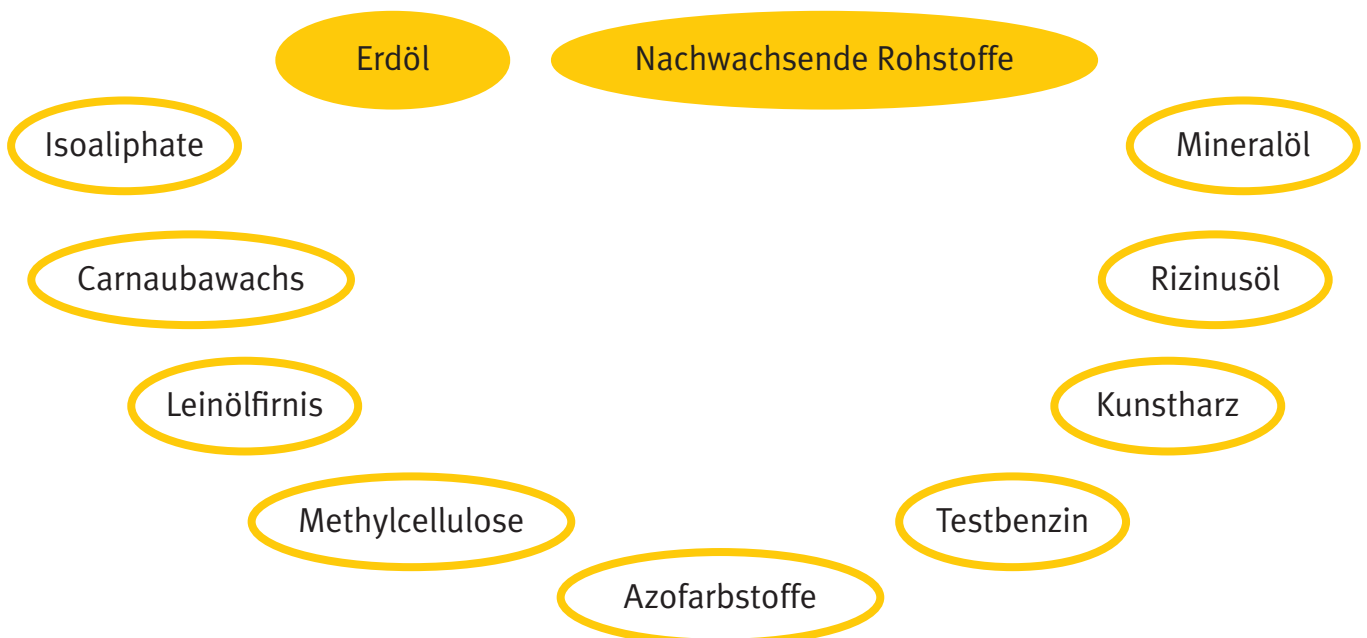 Erdöl
Nachwachsende Rohstoffe
Isoaliphate
Mineralöl
Carnaubawachs
Rizinusöl
Leinölfirnis
Kunstharz
Methylcellulose
Testbenzin
Azofarbstoffe